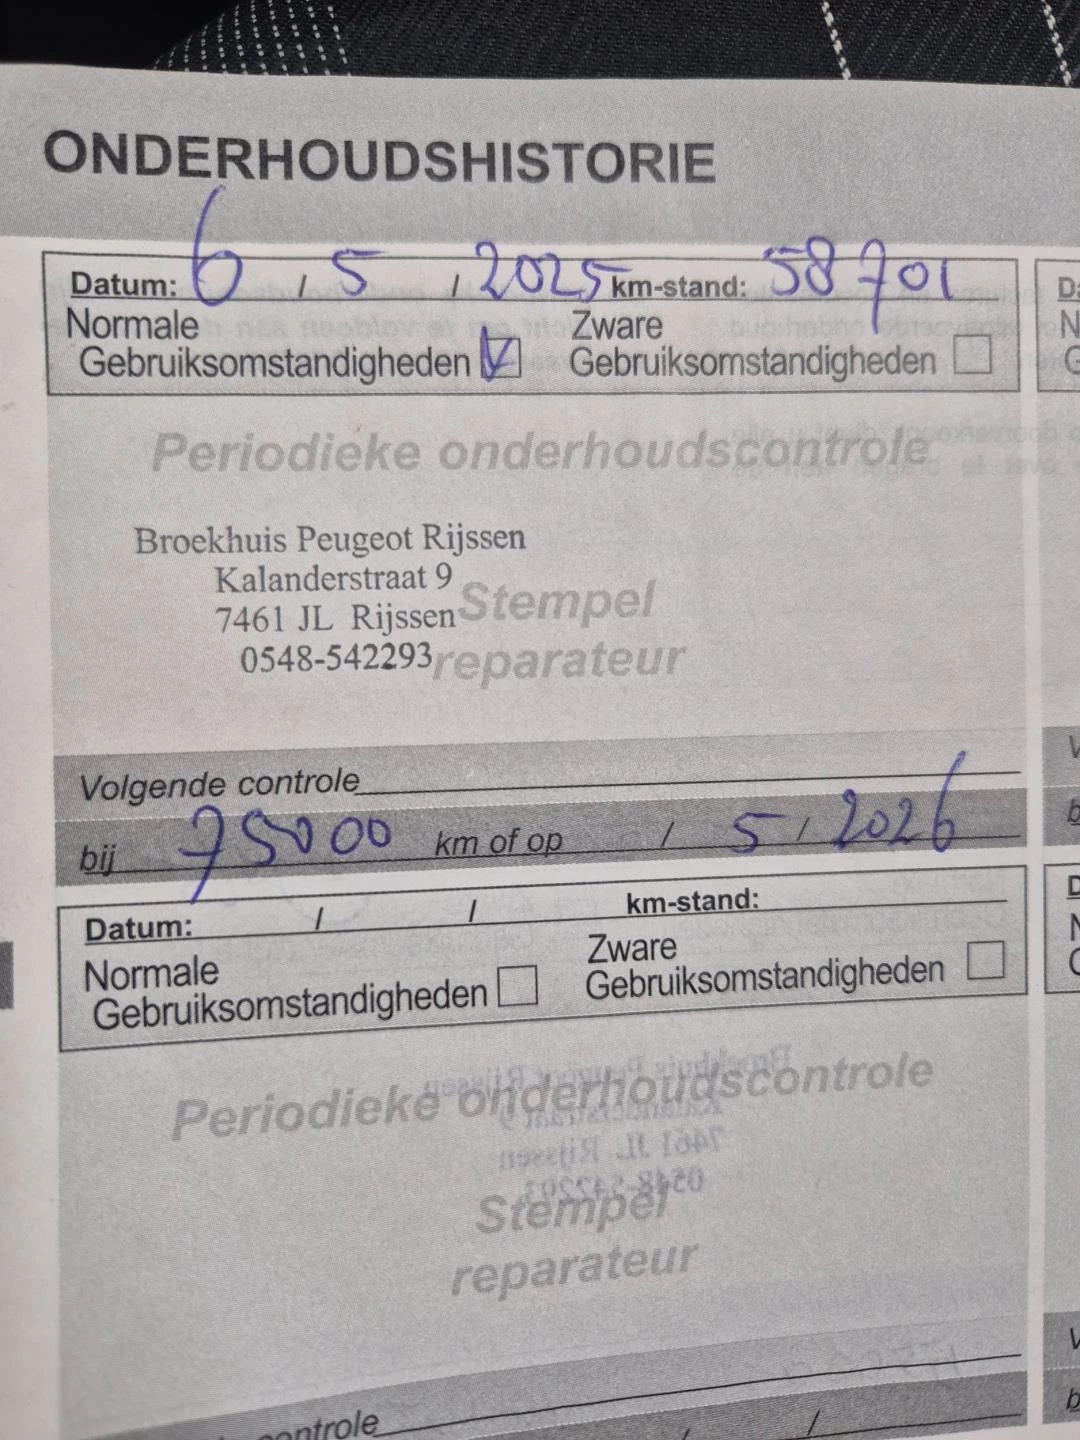 ONDERHOUDSHISTORIE
Datum: 6 / 5 / 2025 km-stand: 58701
Normale Zware
Gebruiksomstandigheden V Gebruiksomstandigheden
Periodieke onderhoudscontrole
Broekhuis Peugeot Rijssen
Kalanderstraat 9
7461 JL Rijssen
0548-542293
Stempel
reparateur
Volgende controle
bij 75000 km of op / 5 / 2026
Datum: / / km-stand:
Normale Zware
Gebruiksomstandigheden Gebruiksomstandigheden
Periodieke onderhoudscontrole
Stempel
reparateur
controle